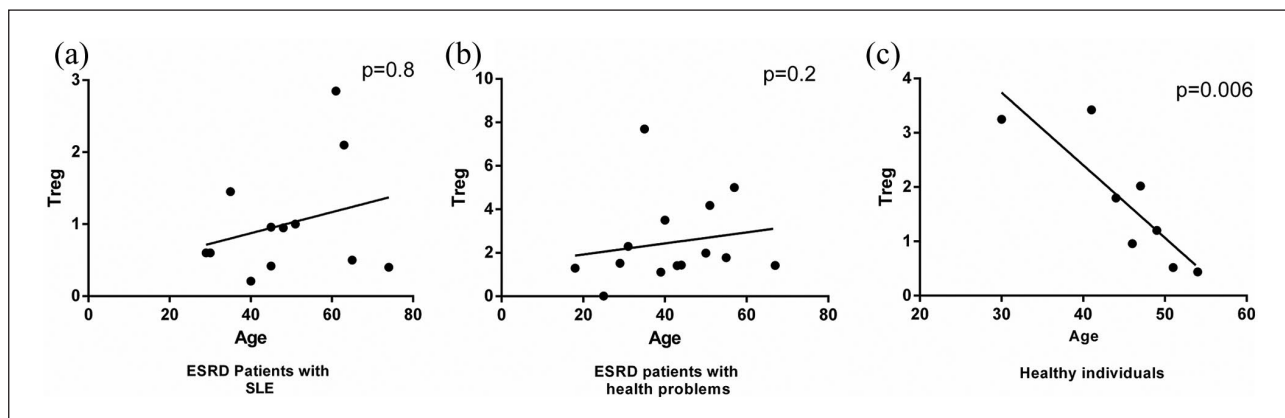 (a)
p=0.8
3
2
1
0
Treg
0 20 40 60 80
Age
ESRD Patients with
SLE
(b)
p=0.2
10
8
6
4
2
0
Treg
0 20 40 60 80
Age
ESRD patients with
health problems
(c)
p=0.006
4
3
2
1
0
Treg
20 30 40 50 60
Age
Healthy individuals